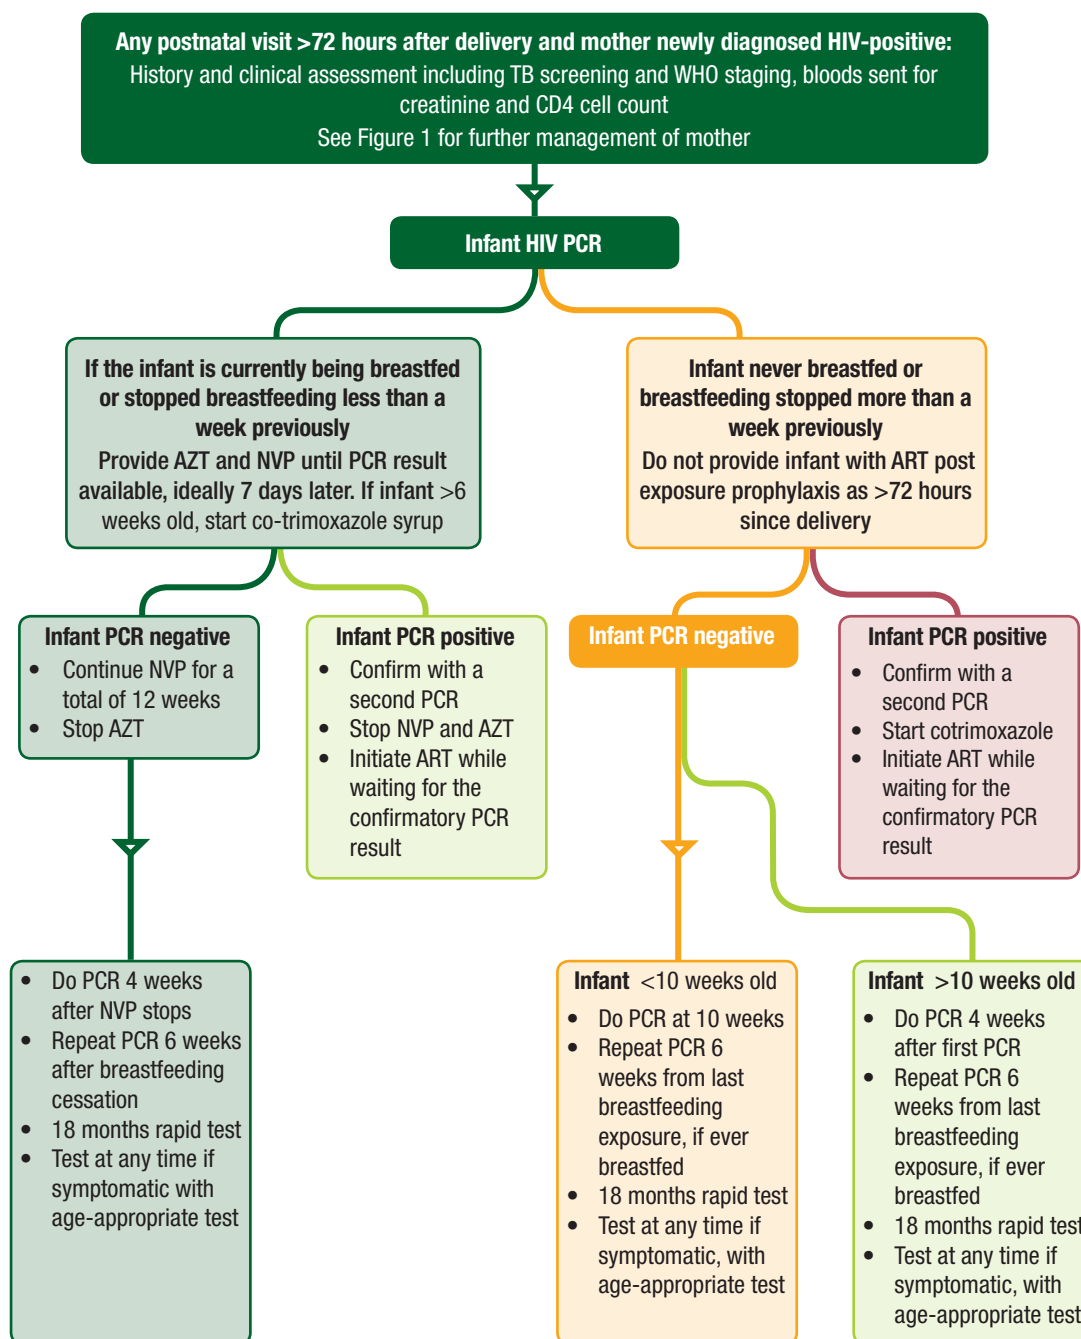 Any postnatal visit >72 hours after delivery and mother newly diagnosed HIV-positive:
History and clinical assessment including TB screening and WHO staging, bloods sent for
creatinine and CD4 cell count
See Figure 1 for further management of mother
Infant HIV PCR
If the infant is currently being breastfed
or stopped breastfeeding less than a
week previously
Provide AZT and NVP until PCR result
available, ideally 7 days later. If infant >6
weeks old, start co-trimoxazole syrup
Infant never breastfed or
breastfeeding stopped more than a
week previously
Do not provide infant with ART post
exposure prophylaxis as >72 hours
since delivery
Infant PCR negative
• Continue NVP for a
total of 12 weeks
• Stop AZT
Infant PCR positive
• Confirm with a
second PCR
• Stop NVP and AZT
• Initiate ART while
waiting for the
confirmatory PCR
result
Infant PCR negative
Infant PCR positive
• Confirm with a
second PCR
• Start cotrimoxazole
• Initiate ART while
waiting for the
confirmatory PCR
result
• Do PCR 4 weeks
after NVP stops
• Repeat PCR 6 weeks
after breastfeeding
cessation
• 18 months rapid test
• Test at any time if
symptomatic with
age-appropriate test
Infant <10 weeks old
• Do PCR at 10 weeks
• Repeat PCR 6
weeks from last
breastfeeding
exposure, if ever
breastfed
• 18 months rapid test
• Test at any time if
symptomatic, with
age-appropriate test
Infant >10 weeks old
• Do PCR 4 weeks
after first PCR
• Repeat PCR 6
weeks from last
breastfeeding
exposure, if ever
breastfed
• 18 months rapid test
• Test at any time if
symptomatic, with
age-appropriate test